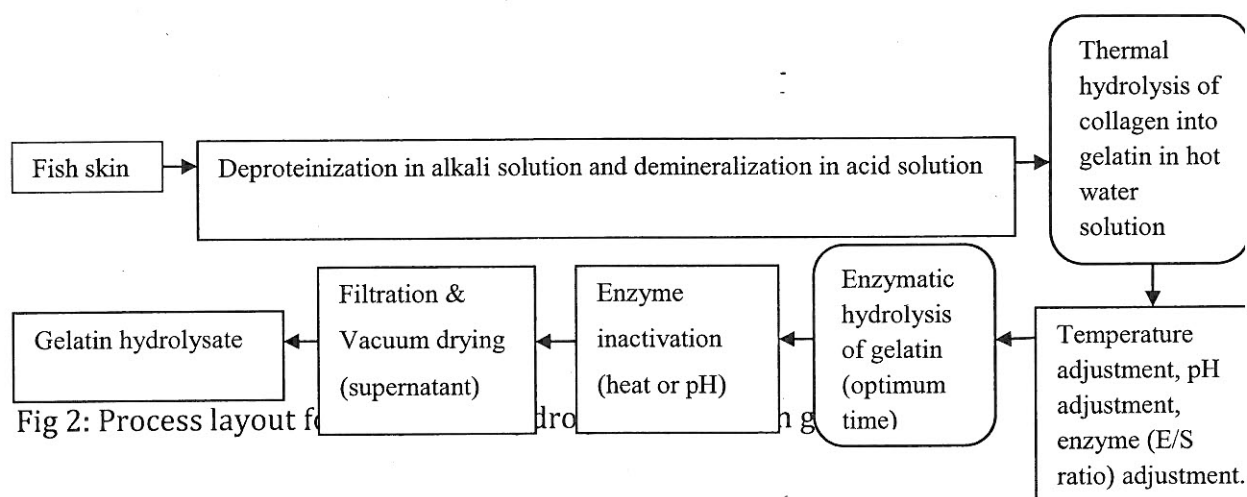 Fish skin
Deproteinization in alkali solution and demineralization in acid solution
Thermal
hydrolysis of
collagen into
gelatin in hot
water
solution
Temperature
adjustment, pH
adjustment,
enzyme (E/S
ratio) adjustment.
Enzymatic
hydrolysis
of gelatin
(optimum
time)
Enzyme
inactivation
(heat or pH)
Filtration &
Vacuum drying
(supernatant)
Gelatin hydrolysate
Fig 2: Process layout